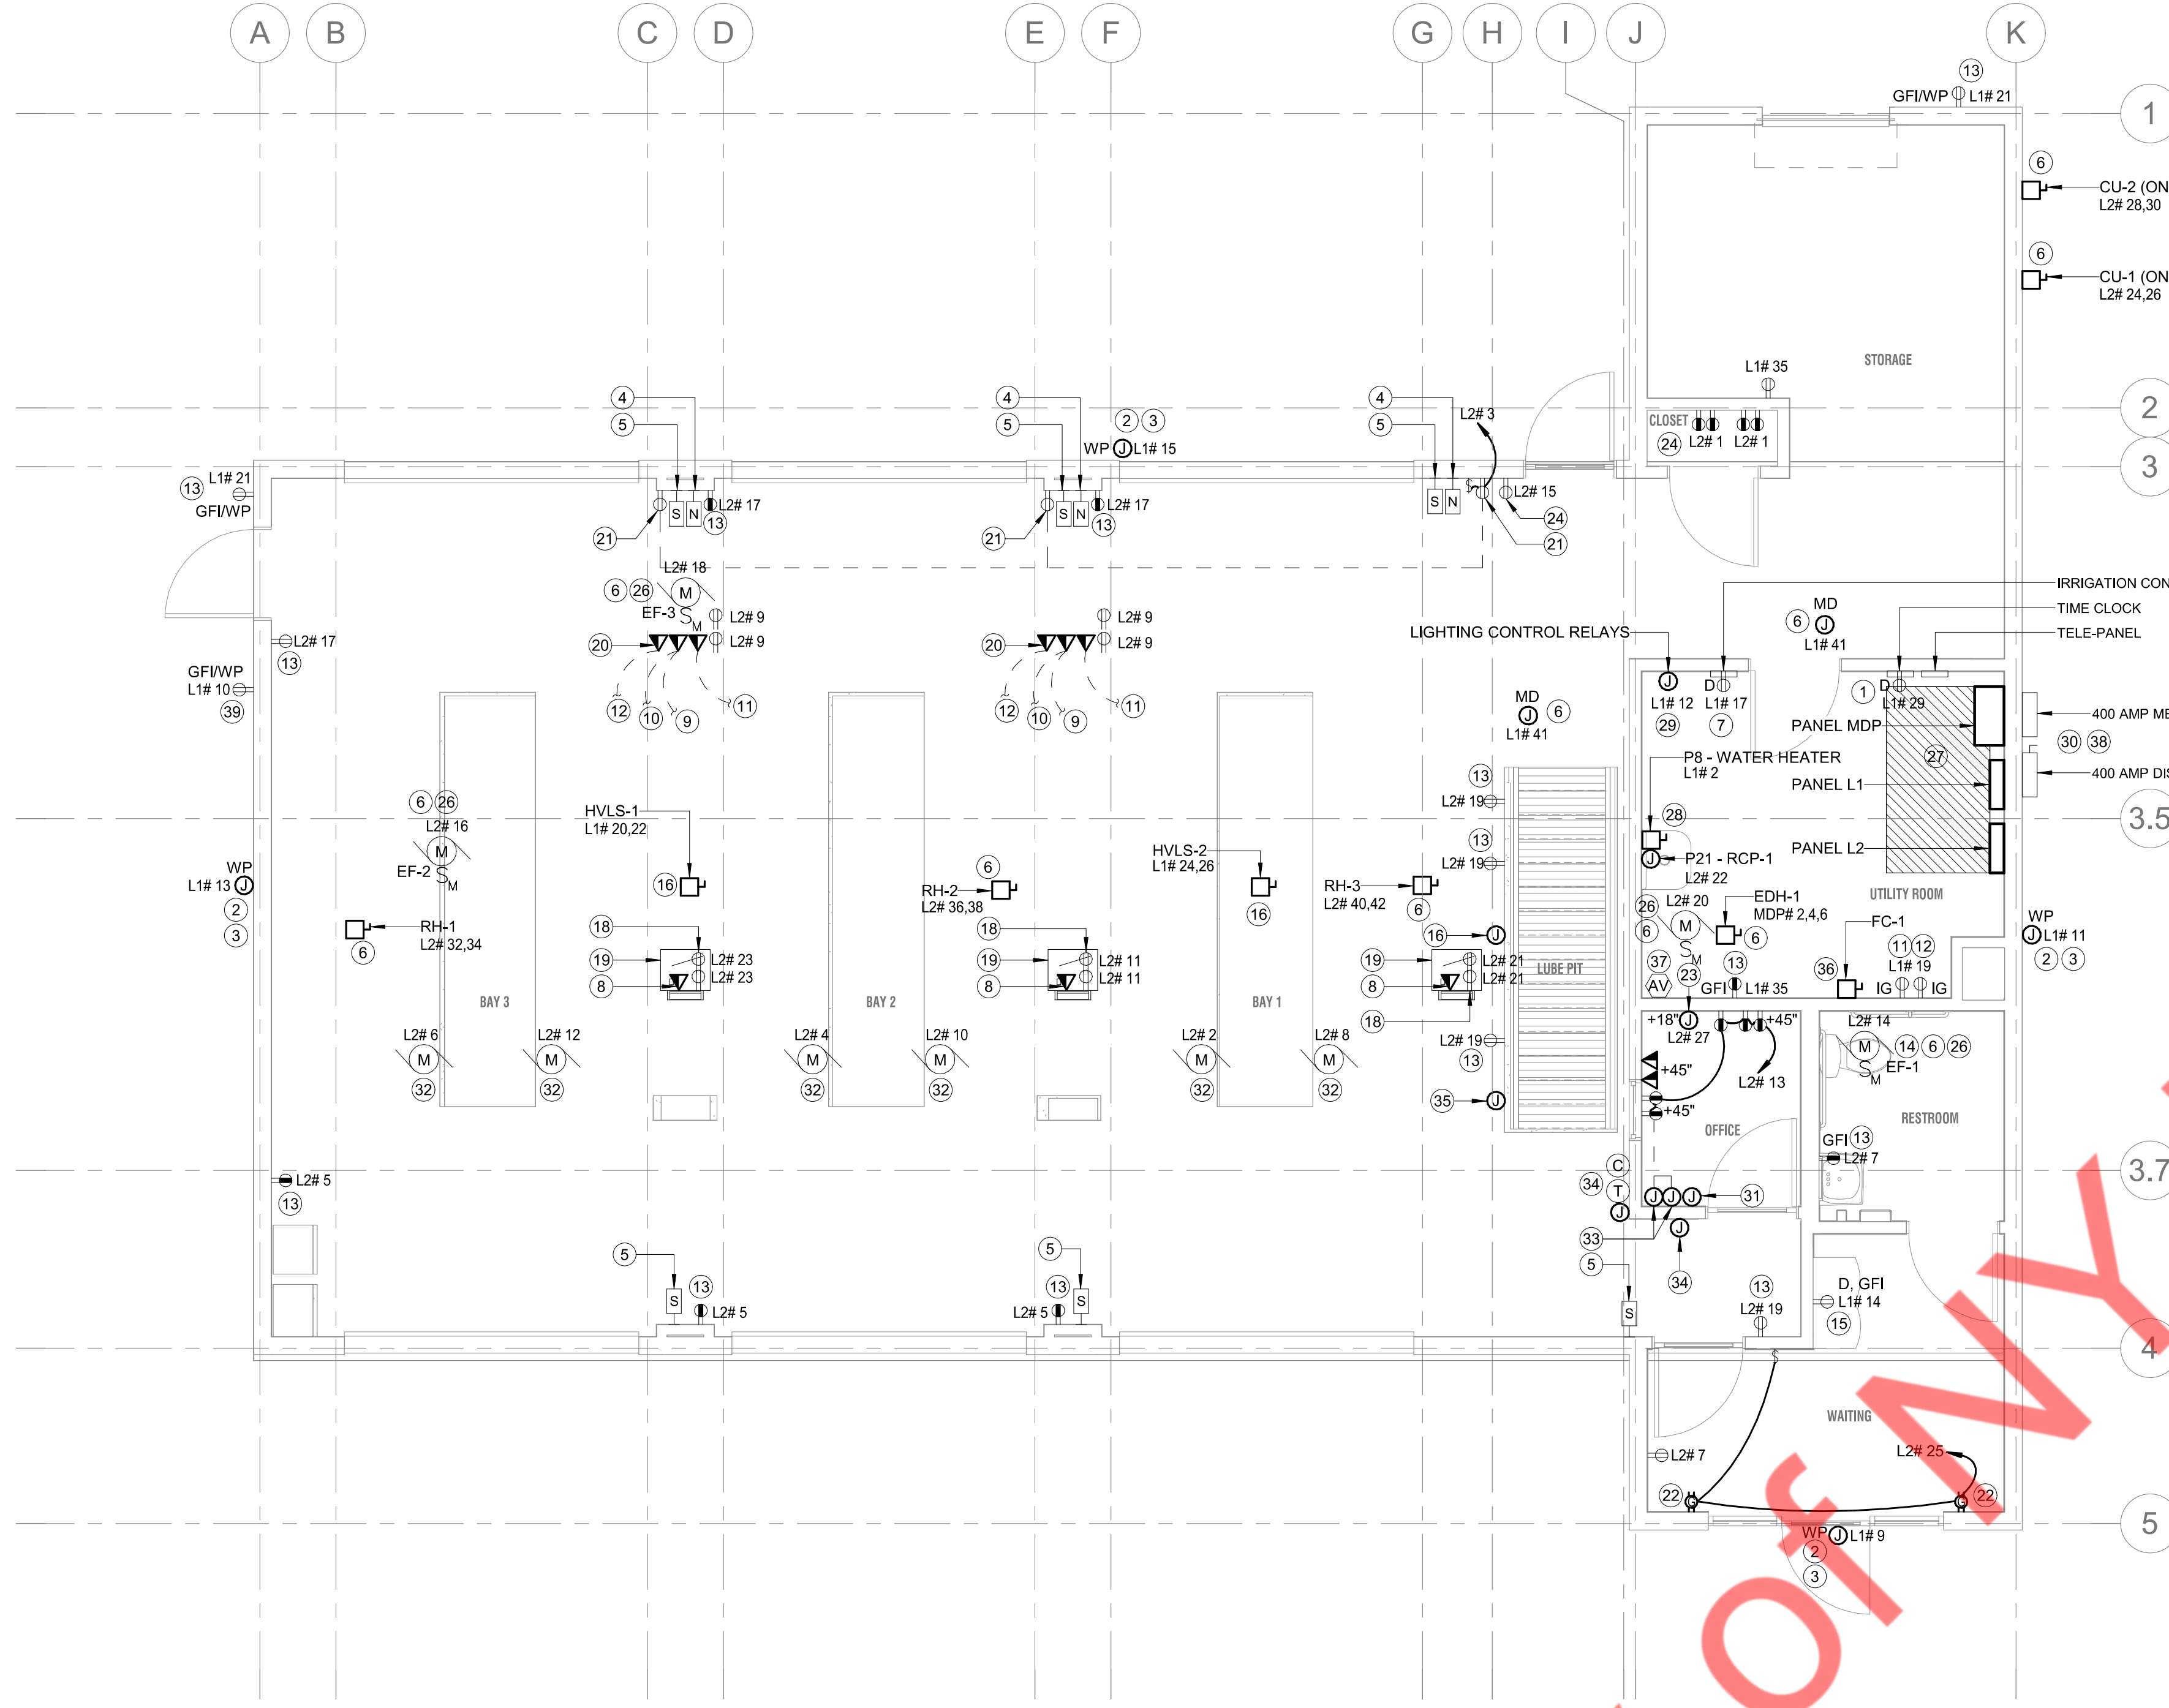 A B C D E F G H I J K
13
GFI/WP L1# 21
1
6
CU-2 (ON
L2# 28,30
6
CU-1 (ON
L2# 24,26
STORAGE
L1# 35
4
5
4
5
2 3
WP J L1# 15
4
5
L2# 3
CLOSET
24 L2# 1 L2# 1
2
3
L1# 21
13
GFI/WP
S N L2# 17
13
21
S N L2# 17
13
21
S N
S
L2# 15
24
21
L2# 18
6 26 M
EF-3 S M
L2# 9
L2# 9
20
12 10 9 11
L2# 9
L2# 9
20
12 10 9 11
L2# 17
13
GFI/WP
L1# 10
39
IRRIGATION CON
TIME CLOCK
TELE-PANEL
MD
6 J
L1# 41
LIGHTING CONTROL RELAYS
J
L1# 12
29
D
L1# 17
7
1 D
L1# 29
MD
J 6
L1# 41
PANEL MDP
27
400 AMP ME
30 38
400 AMP DIS
P8 - WATER HEATER
L1# 2
PANEL L1
PANEL L2
28
J P21 - RCP-1
L2# 22
UTILITY ROOM
3.5
6 26
L2# 16
M
EF-2 S M
HVLS-1
L1# 20,22
16
HVLS-2
L1# 24,26
16
6
RH-2
L2# 36,38
RH-3
L2# 40,42
6
13
L2# 19
13
L2# 19
WP
L1# 13 J
2
3
RH-1
L2# 32,34
6
26
6
L2# 20
M
S M
EDH-1
MDP# 2,4,6
6
FC-1
36
11 12
L1# 19
IG IG
WP
J L1# 11
2 3
37
AV
23
13
GFI L1# 35
18
19
8
L2# 23
L2# 23
18
19
8
L2# 11
L2# 11
16 J
19
8
L2# 21
L2# 21
18
LUBE PIT
BAY 3
BAY 2
BAY 1
L2# 6
M
32
L2# 12
M
32
L2# 4
M
32
L2# 10
M
32
L2# 2
M
32
L2# 8
M
32
L2# 19
13
35 J
+18" J
L2# 27
+45"
+45"
L2# 13
+45"
OFFICE
L2# 14
M 14 6 26
S M EF-1
RESTROOM
GFI 13
L2# 7
3.7
L2# 5
13
C
34 T
J
J J J 31
33
J
34
5
S
5
S
13
L2# 5
13
L2# 5
5
S
13
L2# 19
D, GFI
L1# 14
15
4
S
WAITING
L2# 7
L2# 25
22 G
G 22
5
WP J L1# 9
2
3
of NY